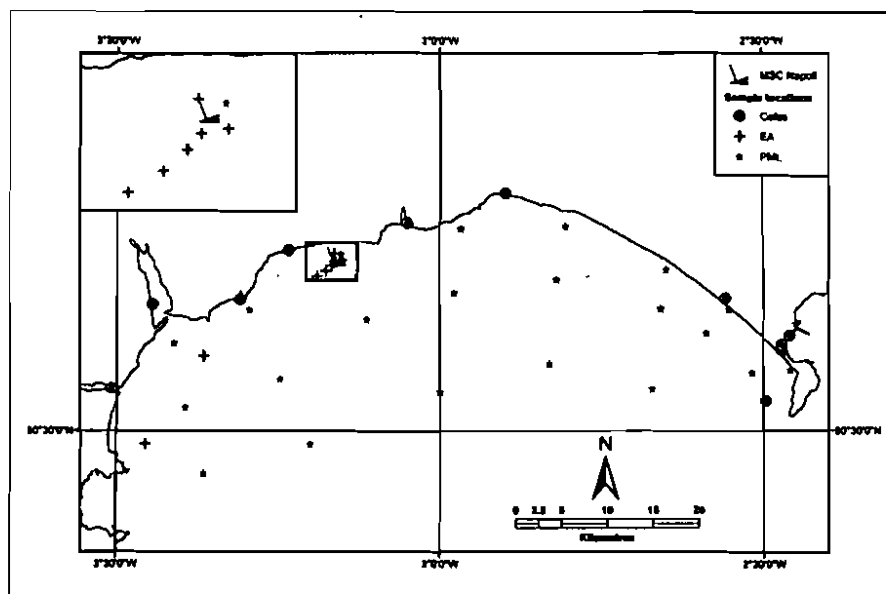 3°30'0"W
3°0'0"W
2°30'0"W
MSC Napoli
Sample locations
Cefas
EA
PML
50°30'0"N
50°30'0"N
N
0 2.5 5 10 15 20
Kilometres
3°30'0"W
3°0'0"W
2°30'0"W